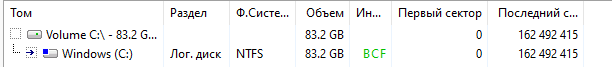 Том Раздел Ф.Систе... Объем Ин... Первый сектор Последний с...
Volume C:\ - 83.2 G... 83.2 GB 0 162 492 415
Windows (C:) Лог. диск NTFS 83.2 GB BCF 0 162 492 415